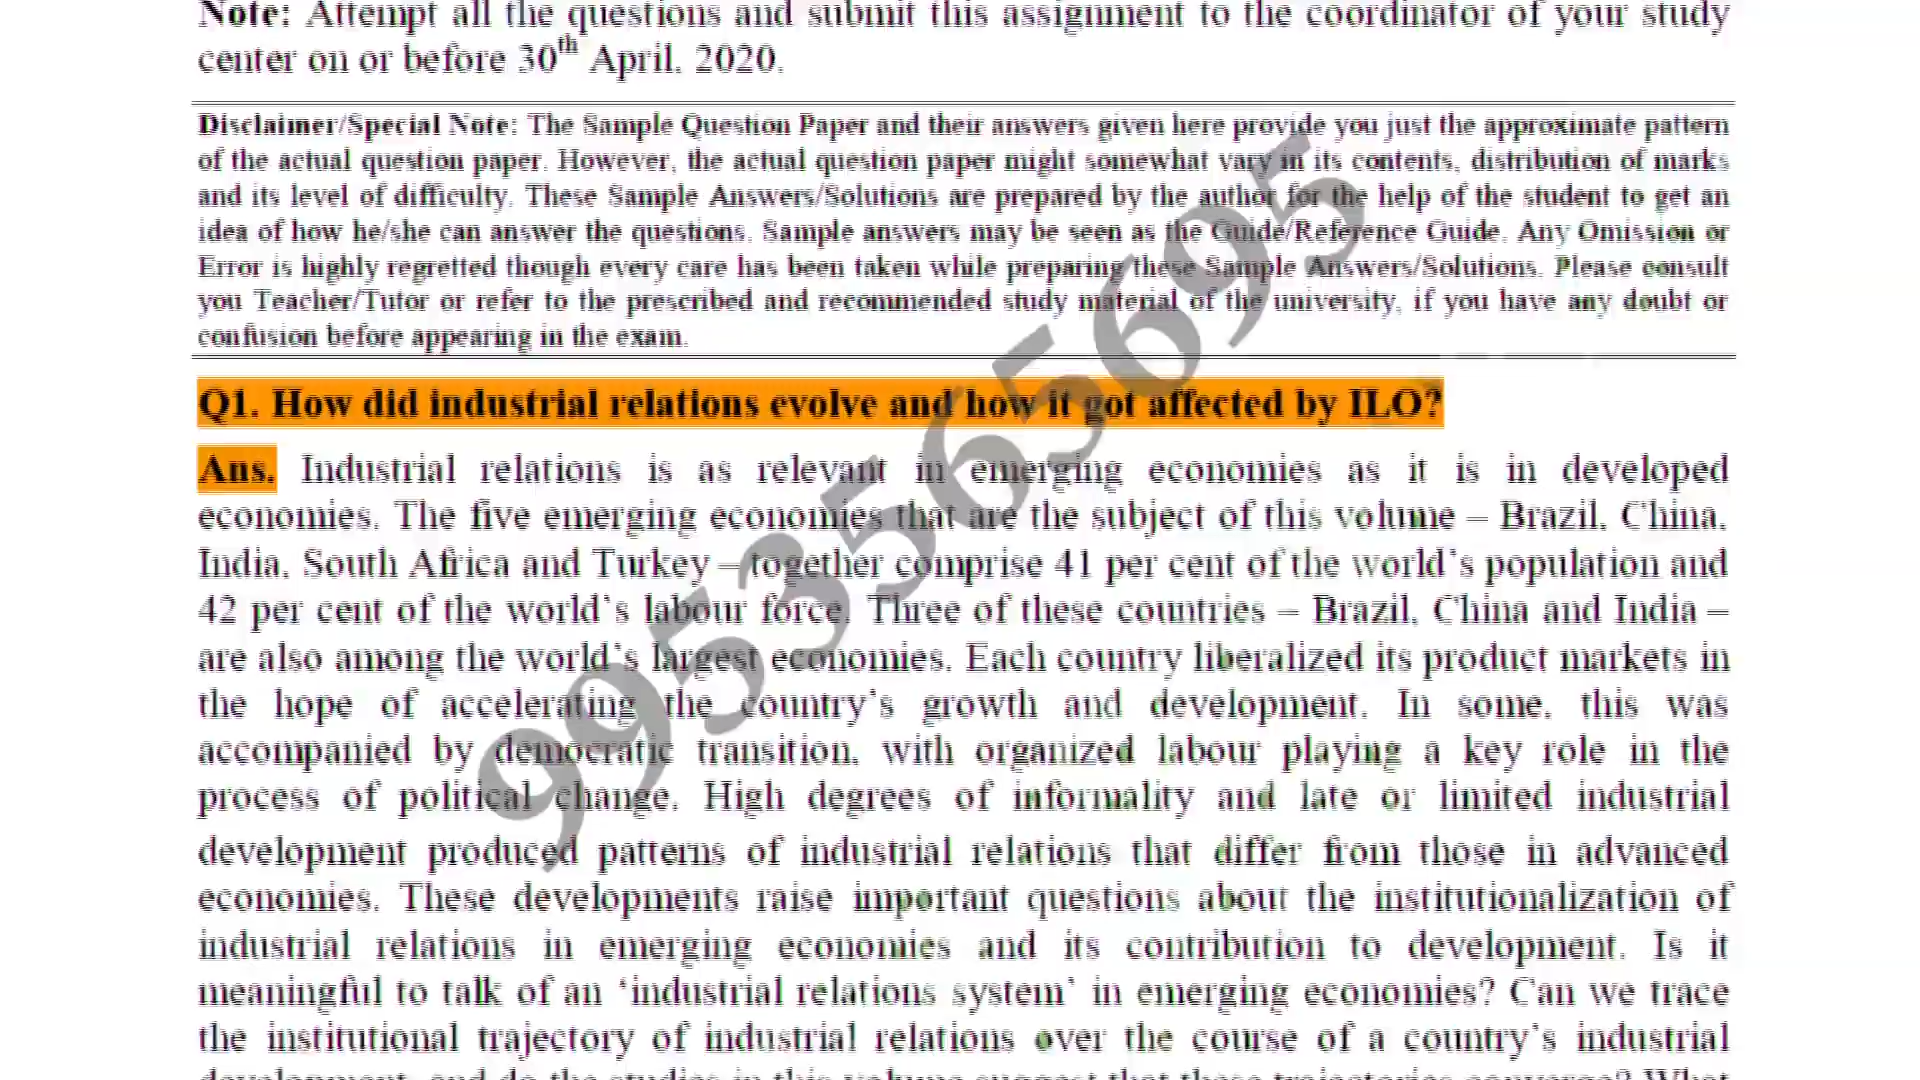 Note: Attempt all the questions and submit this assignment to the coordinator of your study
center on or before 30th April, 2020.
Disclaimer/Special Note: The Sample Question Paper and their answers given here provide you just the approximate pattern
of the actual question paper. However, the actual question paper might somewhat vary in its contents, distribution of marks
and its level of difficulty. These Sample Answers/Solutions are prepared by the author for the help of the student to get an
idea of how he/she can answer the questions. Sample answers may be seen as the Guide/Reference Guide. Any Omission or
Error is highly regretted though every care has been taken while preparing these Sample Answers/Solutions. Please consult
you Teacher/Tutor or refer to the prescribed and recommended study material of the university, if you have any doubt or
confusion before appearing in the exam.
Q1. How did industrial relations evolve and how it got affected by ILO?
Ans. Industrial relations is as relevant in emerging economies as it is in developed
economies. The five emerging economies that are the subject of this volume – Brazil, China,
India, South Africa and Turkey – together comprise 41 per cent of the world's population and
42 per cent of the world's labour force. Three of these countries – Brazil, China and India –
are also among the world's largest economies. Each country liberalized its product markets in
the hope of accelerating the country's growth and development. In some, this was
accompanied by democratic transition, with organized labour playing a key role in the
process of political change. High degrees of informality and late or limited industrial
development produced patterns of industrial relations that differ from those in advanced
economies. These developments raise important questions about the institutionalization of
industrial relations in emerging economies and its contribution to development. Is it
meaningful to talk of an 'industrial relations system' in emerging economies? Can we trace
the institutional trajectory of industrial relations over the course of a country's industrial
development, and do the studies in this volume suggest that these trajectories converge? What
9953565695